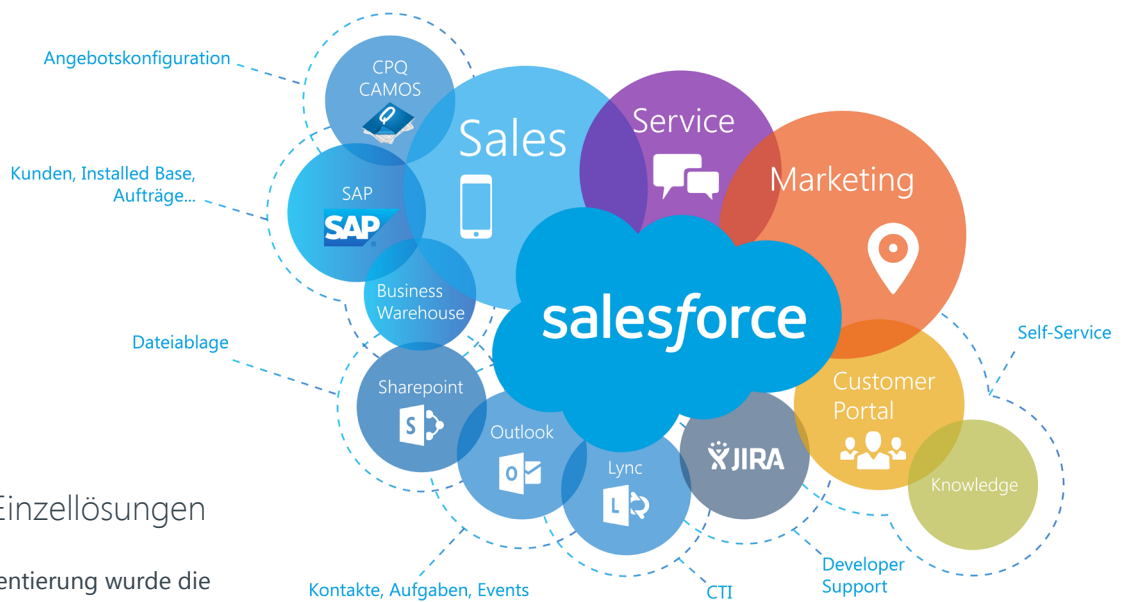 Angebotskonfiguration
CPQ
CAMOS
Sales
Service
Marketing
Kunden, Installed Base,
Aufträge...
SAP
SAP
Business
Warehouse
salesforce
Dateiablage
Self-Service
Sharepoint
S
Customer
Portal
Outlook
O
Lync
L
JIRA
Knowledge
Einzellösungen
entierung wurde die
Kontakte, Aufgaben, Events
CTI
Developer
Support